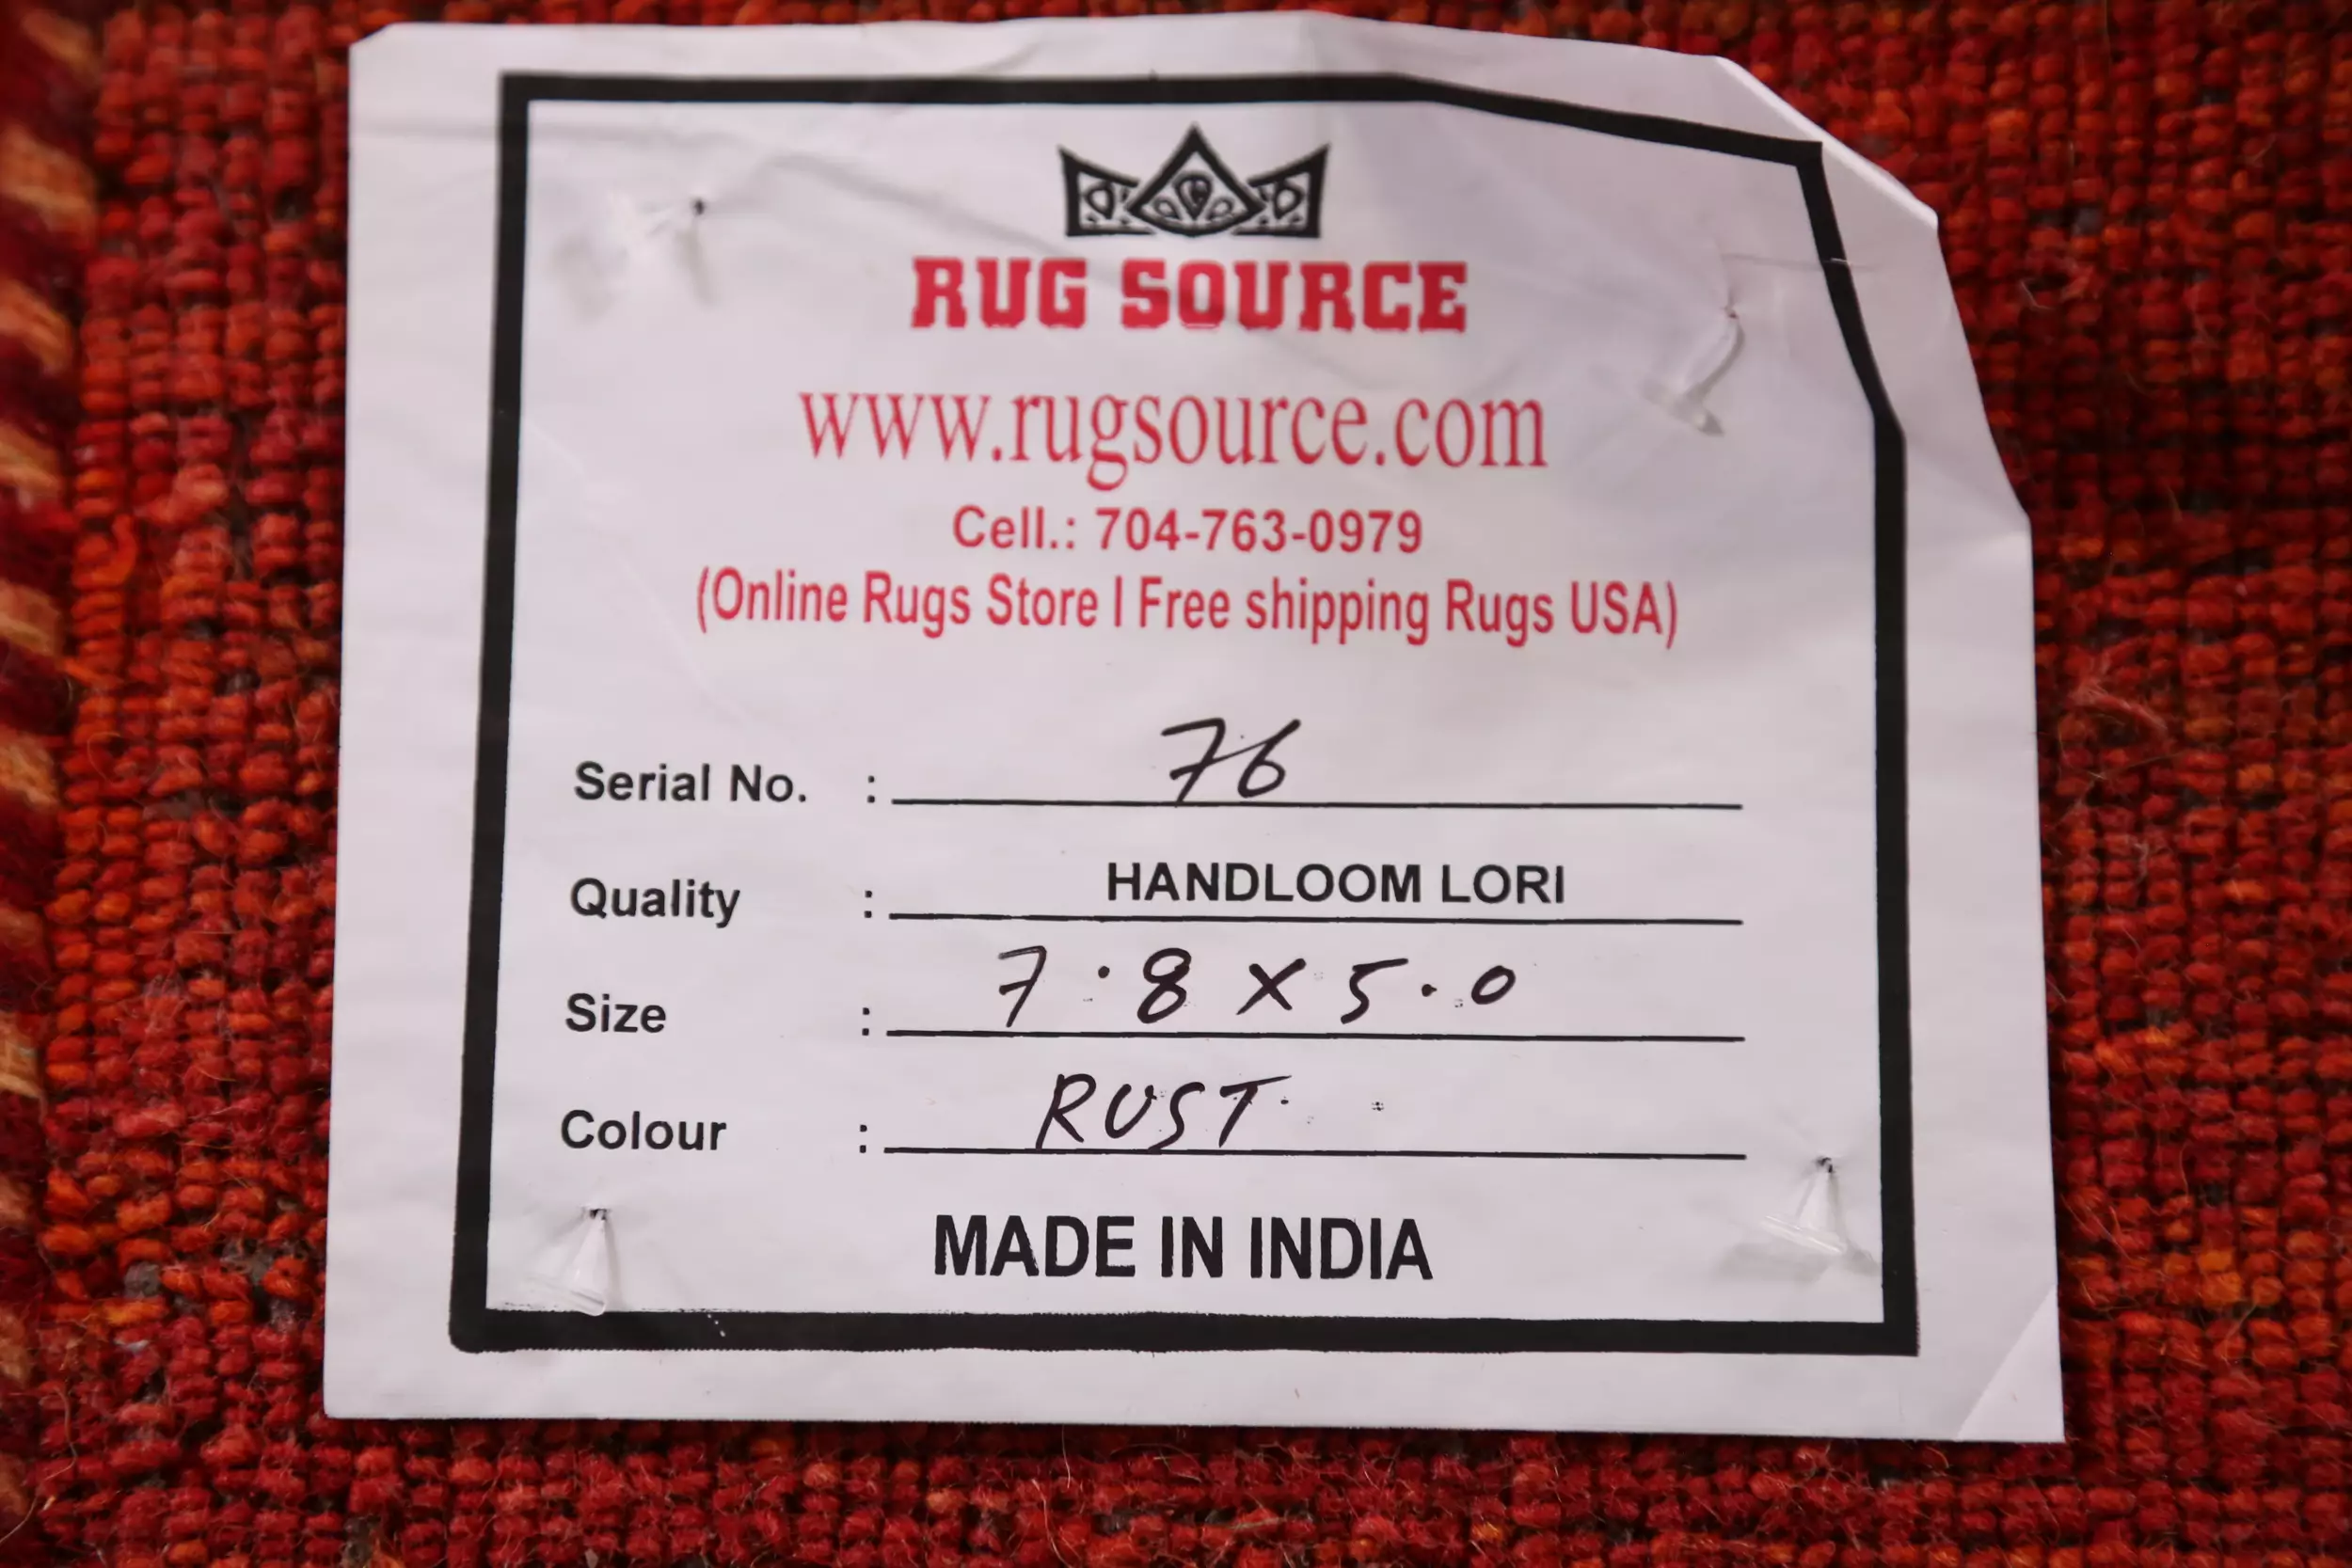 RUG SOURCE
www.rugsource.com
Cell.: 704-763-0979
(Online Rugs Store I Free shipping Rugs USA)
Serial No. : 76
Quality : HANDLOOM LORI
Size : 7.8 X 5.0
Colour : RUST
MADE IN INDIA